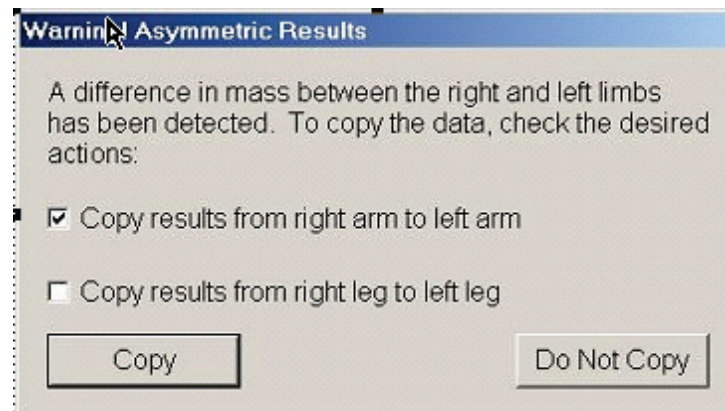 Warning! Asymmetric Results
A difference in mass between the right and left limbs
has been detected. To copy the data, check the desired
actions:
Copy results from right arm to left arm
Copy results from right leg to left leg
Copy
Do Not Copy